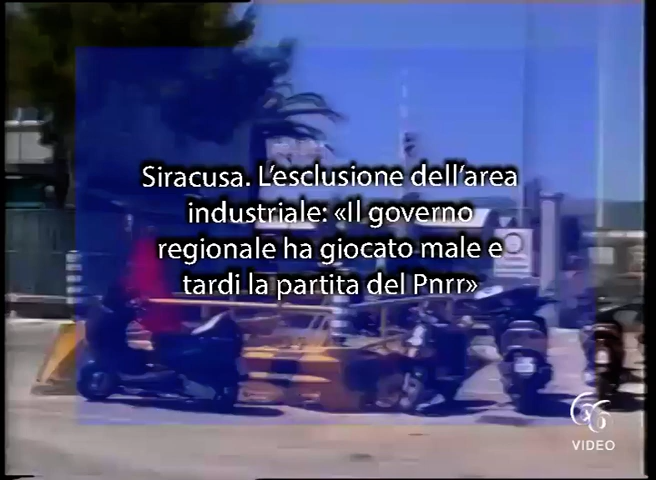 Siracusa. L'esclusione dell'area
industriale: «Il governo
regionale ha giocato male e
tardi la partita del Pnrr»
VIDEO